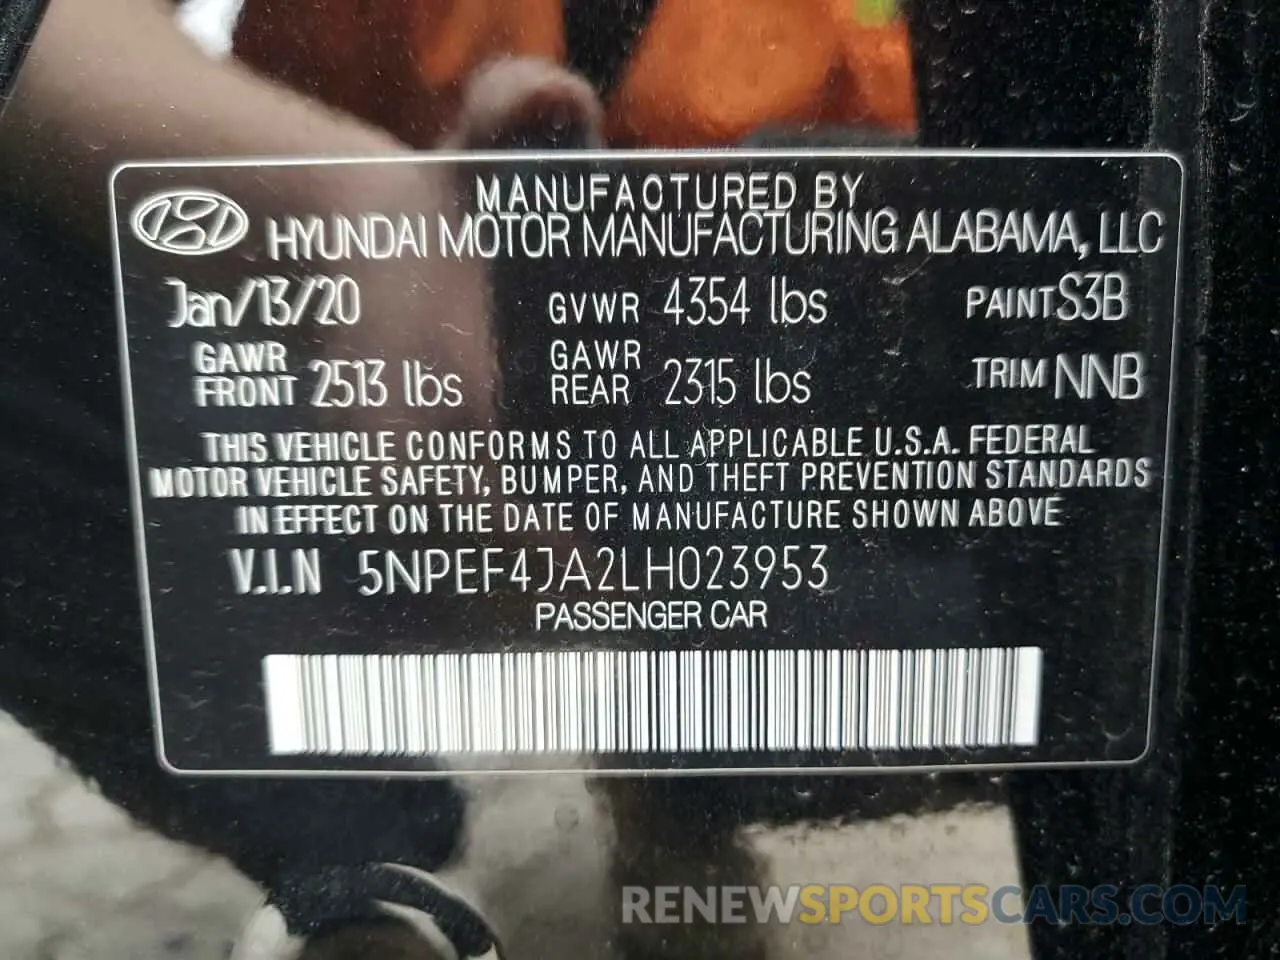 MANUFACTURED BY
HYUNDAI MOTOR MANUFACTURING ALABAMA, LLC
Jan/13/20 GVWR 4354 lbs PAINT S3B
GAWR FRONT 2513 lbs GAWR REAR 2315 lbs TRIM NNB
THIS VEHICLE CONFORMS TO ALL APPLICABLE U.S.A. FEDERAL
MOTOR VEHICLE SAFETY, BUMPER, AND THEFT PREVENTION STANDARDS
IN EFFECT ON THE DATE OF MANUFACTURE SHOWN ABOVE
V.I.N 5NPEF4JA2LH023953
PASSENGER CAR
RENEWSPORTSCARS.COM